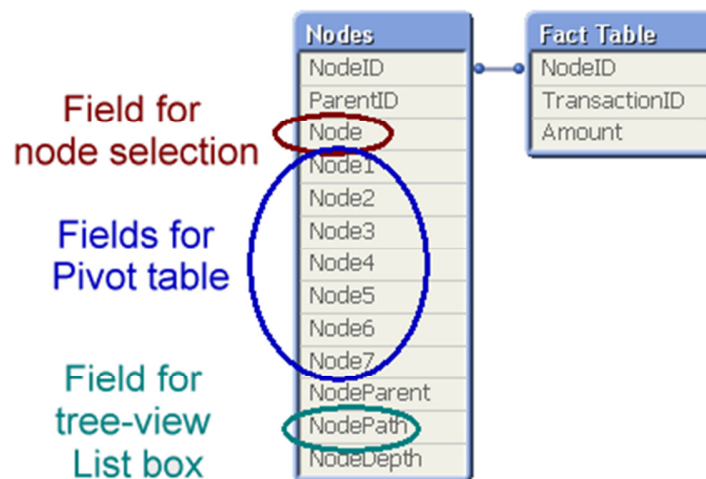 Nodes
NodeID
ParentID
Node
Node1
Node2
Node3
Node4
Node5
Node6
Node7
NodeParent
NodePath
NodeDepth
Fact Table
NodeID
TransactionID
Amount
Field for
node selection
Fields for
Pivot table
Field for
tree-view
List box